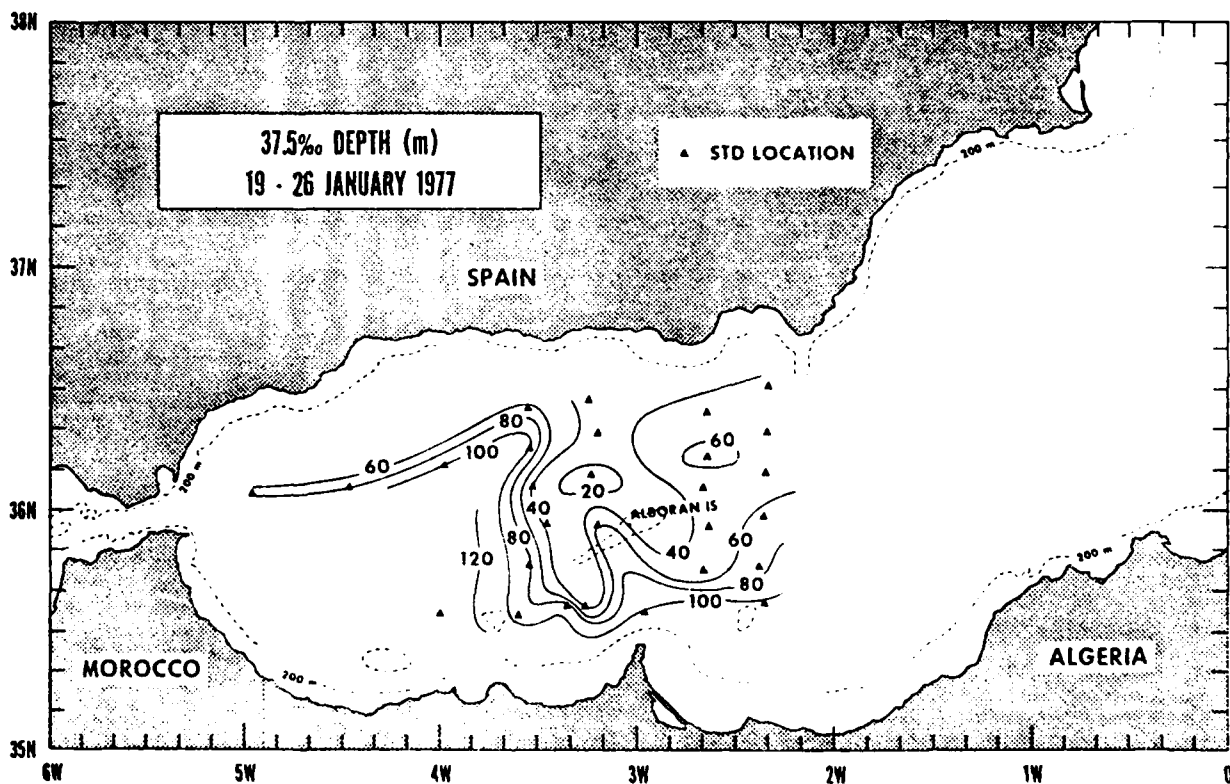 38N
37.5‰ DEPTH (m)
19 - 26 JANUARY 1977
▲ STD LOCATION
200 m
37N
SPAIN
80
60
100
60
200 m
20
40
36N
ALBORAN IS
80
60
120
40
200 m
80
100
MOROCCO
ALGERIA
200 m
35N
6W
5W
4W
3W
2W
1W
0